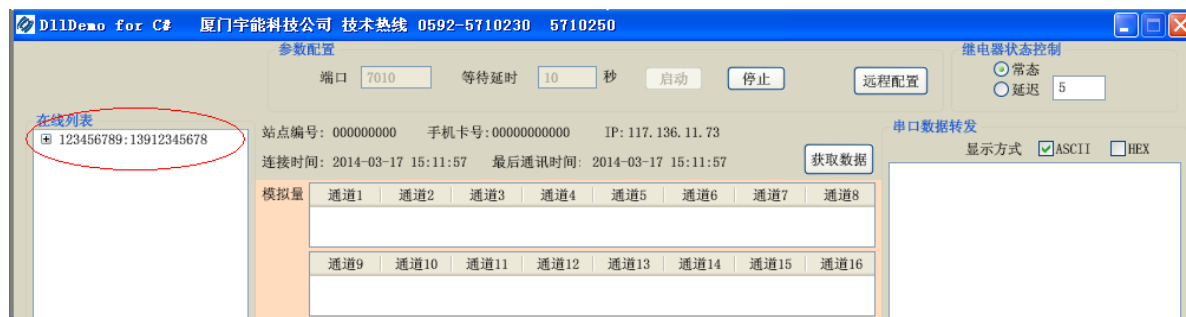 DllDemo for C# 厦门宇能科技公司 技术热线 0592-5710230 5710250
参数配置
端口 7010 等待延时 10 秒 启动 停止 远程配置
继电器状态控制
常态
延迟 5
在线列表
123456789:13912345678
站点编号: 000000000 手机卡号:00000000000 IP: 117.136.11.73
连接时间: 2014-03-17 15:11:57 最后通讯时间: 2014-03-17 15:11:57 获取数据
模拟量 通道1 通道2 通道3 通道4 通道5 通道6 通道7 通道8
通道9 通道10 通道11 通道12 通道13 通道14 通道15 通道16
串口数据转发
显示方式 ASCII HEX